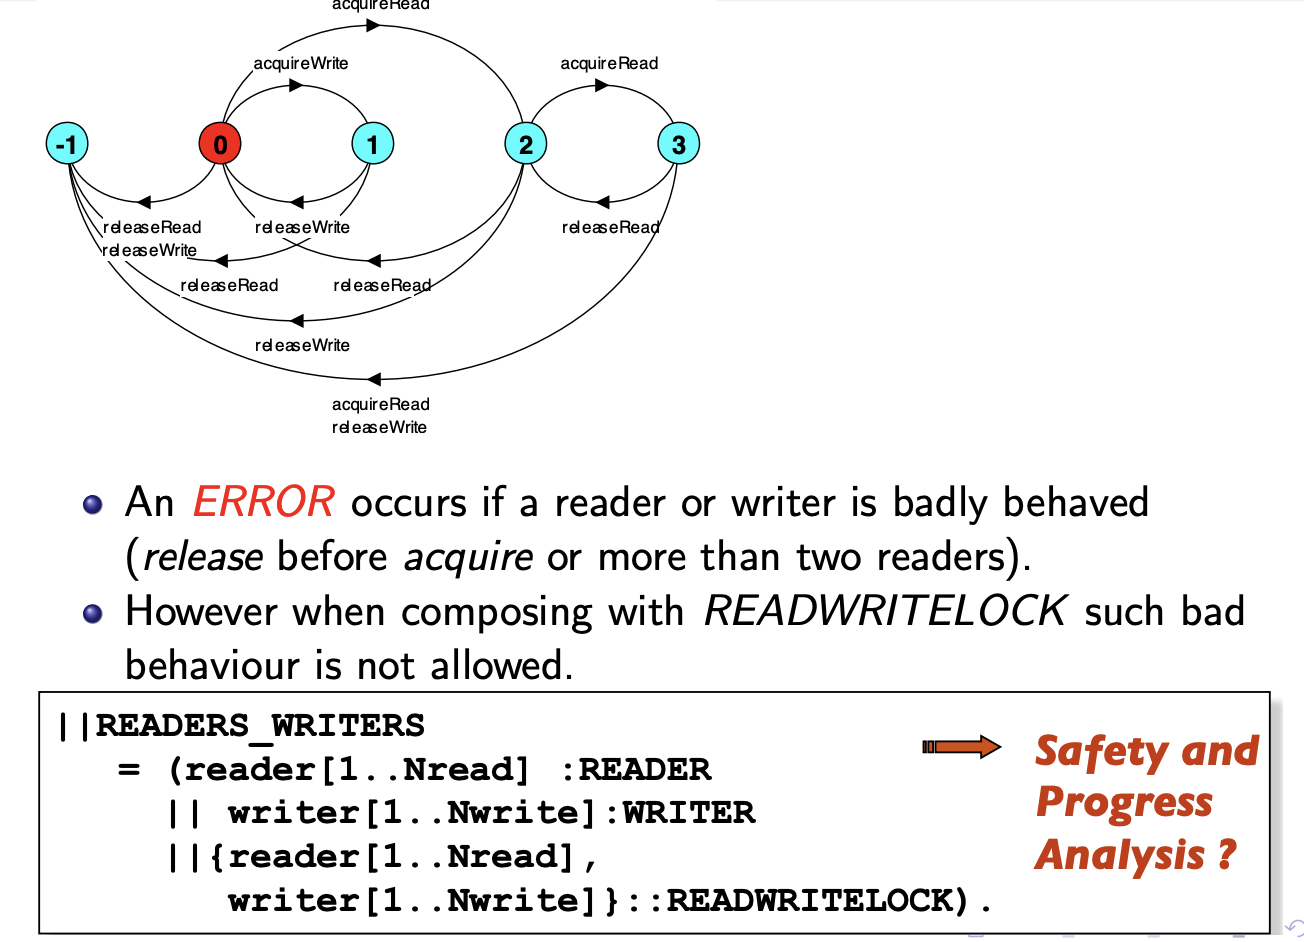 acquireRead
acquireWrite
acquireRead
-1
0
1
2
3
releaseRead
releaseWrite
releaseRead
releaseWrite
releaseRead
releaseRead
releaseWrite
acquireRead
releaseWrite
An ERROR occurs if a reader or writer is badly behaved
(release before acquire or more than two readers).
However when composing with READWRITELOCK such bad
behaviour is not allowed.
||READERS_WRITERS
= (reader[1..Nread] :READER
|| writer[1..Nwrite]:WRITER
||{reader[1..Nread],
writer[1..Nwrite]}::READWRITELOCK).
Safety and
Progress
Analysis ?